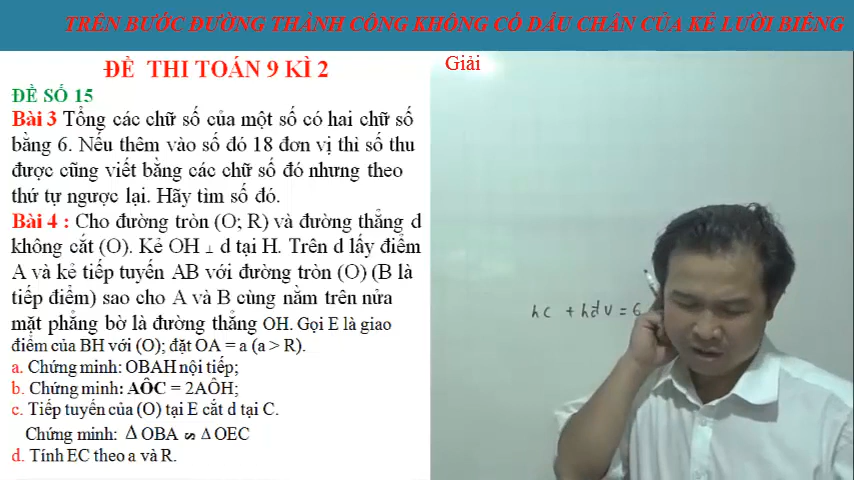 TRÊN BƯỚC ĐƯỜNG THÀNH CÔNG KHÔNG CÓ DẤU CHÂN CỦA KẺ LƯỜI BIẾNG
ĐỀ THI TOÁN 9 KÌ 2
Giải
ĐỀ SỐ 15
Bài 3 Tổng các chữ số của một số có hai chữ số
bằng 6. Nếu thêm vào số đó 18 đơn vị thì số thu
được cũng viết bằng các chữ số đó nhưng theo
thứ tự ngược lại. Hãy tìm số đó.
Bài 4 : Cho đường tròn (O; R) và đường thẳng d
không cắt (O). Kẻ OH ⊥ d tại H. Trên d lấy điểm
A và kẻ tiếp tuyến AB với đường tròn (O) (B là
tiếp điểm) sao cho A và B cùng nằm trên nửa
mặt phẳng bờ là đường thẳng OH. Gọi E là giao
điểm của BH với (O); đặt OA = a (a > R).
a. Chứng minh: OBAH nội tiếp;
b. Chứng minh: AÔC = 2AÔH;
c. Tiếp tuyến của (O) tại E cắt d tại C.
Chứng minh: Δ OBA ∽ Δ OEC
d. Tính EC theo a và R.
hc + hđv = 6